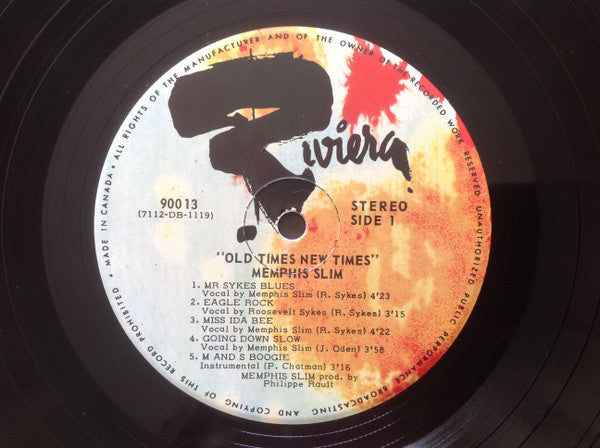 MADE IN CANADA. • ALL RIGHTS OF THE MANUFACTURER AND OF THE OWNER OF THE RECORDED WORK RESERVED UNAUTHORIZED PUBLIC PERFORMANCE BROADCASTING AND COPYING OF THIS RECORD PROHIBITED •
Riviera
90013
(7112-DB-1119)
STEREO
SIDE 1
"OLD TIMES NEW TIMES"
MEMPHIS SLIM
1. MR SYKES BLUES
Vocal by Memphis Slim (R. Sykes) 4'23
2. EAGLE ROCK
Vocal by Roosevelt Sykes (R. Sykes) 3'15
3. MISS IDA BEE
Vocal by Memphis Slim (R. Sykes) 4'22
4. GOING DOWN SLOW
Vocal by Memphis Slim (J. Oden) 3'58
5. M AND S BOOGIE
Instrumental (P. Chatman) 3'16
MEMPHIS SLIM prod. by
Philippe Rault